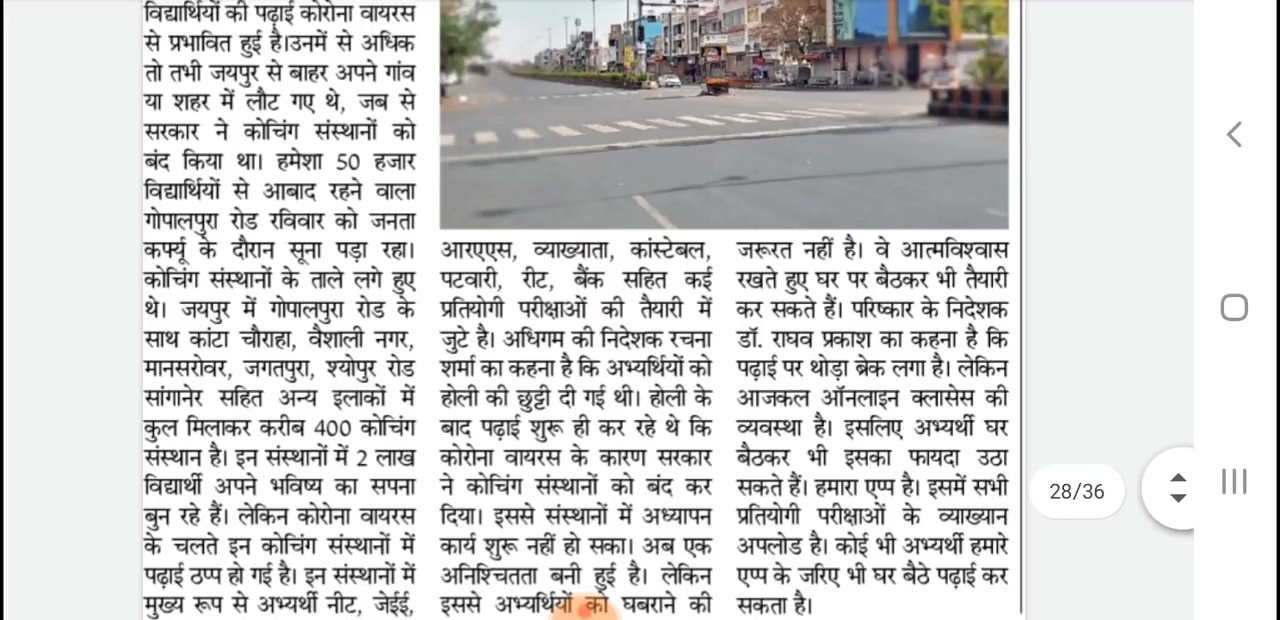 विद्यार्थियों की पढ़ाई कोरोना वायरस
से प्रभावित हुई है।उनमें से अधिक
तो तभी जयपुर से बाहर अपने गांव
या शहर में लौट गए थे, जब से
सरकार ने कोचिंग संस्थानों को
बंद किया था। हमेशा 50 हजार
विद्यार्थियों से आबाद रहने वाला
गोपालपुरा रोड रविवार को जनता
कर्फ्यू के दौरान सूना पड़ा रहा।
कोचिंग संस्थानों के ताले लगे हुए
थे। जयपुर में गोपालपुरा रोड के
साथ कांटा चौराहा, वैशाली नगर,
मानसरोवर, जगतपुरा, श्योपुर रोड
सांगानेर सहित अन्य इलाकों में
कुल मिलाकर करीब 400 कोचिंग
संस्थान है। इन संस्थानों में 2 लाख
विद्यार्थी अपने भविष्य का सपना
बुन रहे हैं। लेकिन कोरोना वायरस
के चलते इन कोचिंग संस्थानों में
पढ़ाई ठप्प हो गई है। इन संस्थानों में
मुख्य रूप से अभ्यर्थी नीट, जेईई,
आरएएस, व्याख्याता, कांस्टेबल,
पटवारी, रीट, बैंक सहित कई
प्रतियोगी परीक्षाओं की तैयारी में
जुटे है। अधिगम की निदेशक रचना
शर्मा का कहना है कि अभ्यर्थियों को
होली की छुट्टी दी गई थी। होली के
बाद पढ़ाई शुरू ही कर रहे थे कि
कोरोना वायरस के कारण सरकार
ने कोचिंग संस्थानों को बंद कर
दिया। इससे संस्थानों में अध्यापन
कार्य शुरू नहीं हो सका। अब एक
अनिश्चितता बनी हुई है। लेकिन
इससे अभ्यर्थियों को घबराने की
जरूरत नहीं है। वे आत्मविश्वास
रखते हुए घर पर बैठकर भी तैयारी
कर सकते हैं। परिष्कार के निदेशक
डॉ. राघव प्रकाश का कहना है कि
पढ़ाई पर थोड़ा ब्रेक लगा है। लेकिन
आजकल ऑनलाइन क्लासेस की
व्यवस्था है। इसलिए अभ्यर्थी घर
बैठकर भी इसका फायदा उठा
सकते हैं। हमारा एप्प है। इसमें सभी
प्रतियोगी परीक्षाओं के व्याख्यान
अपलोड है। कोई भी अभ्यर्थी हमारे
एप्प के जरिए भी घर बैठे पढ़ाई कर
सकता है।
28/36